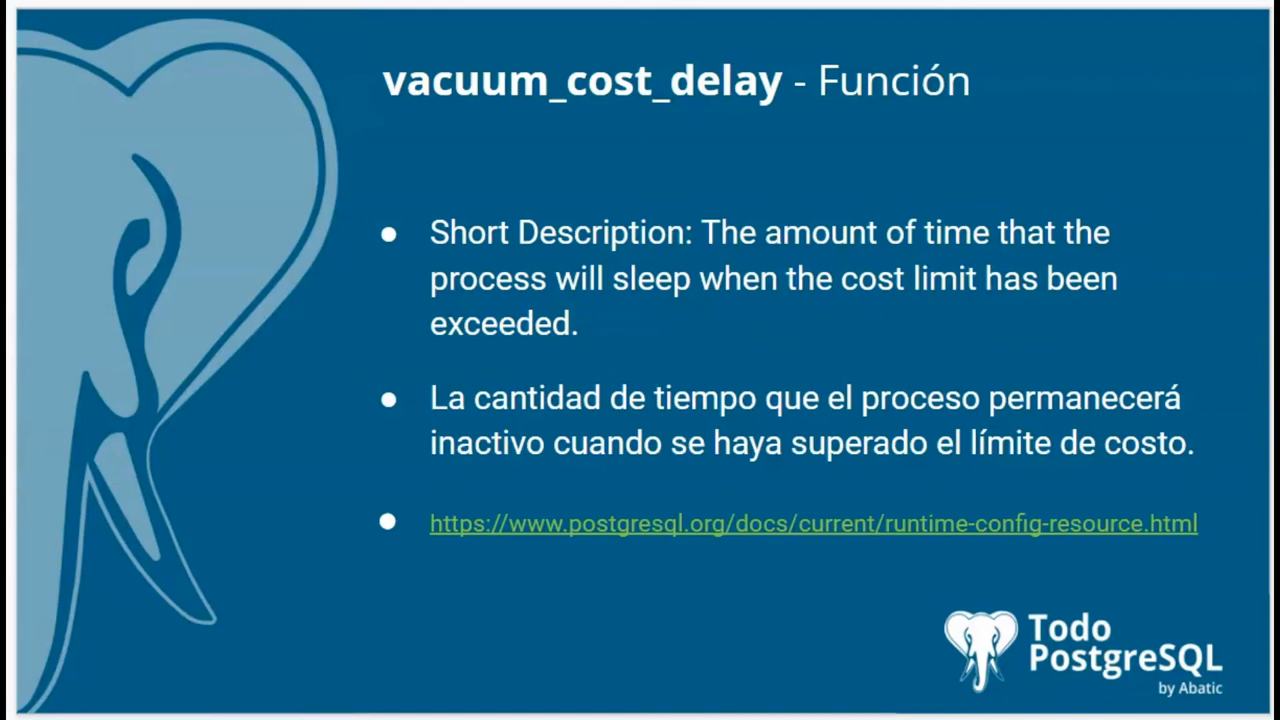 vacuum_cost_delay - Función
● Short Description: The amount of time that the
process will sleep when the cost limit has been
exceeded.
● La cantidad de tiempo que el proceso permanecerá
inactivo cuando se haya superado el límite de costo.
● https://www.postgresql.org/docs/current/runtime-config-resource.html
Todo
PostgreSQL
by Abatic